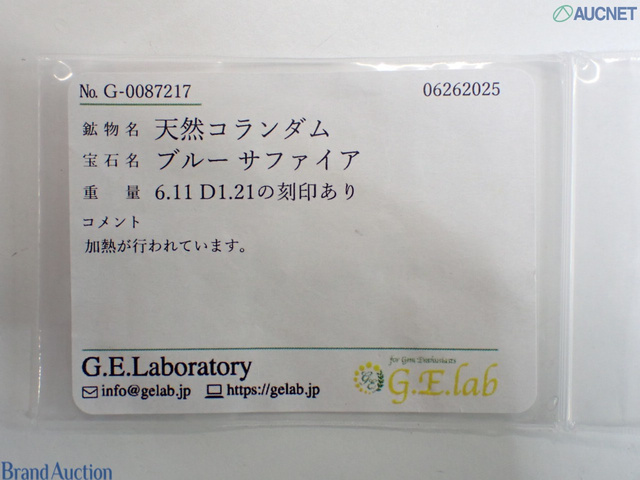 AUCNET
No. G-0087217 06262025
鉱物名 天然コランダム
宝石名 ブルー サファイア
重量 6.11 D1.21の刻印あり
コメント
加熱が行われています。
G.E.Laboratory
info@gelab.jp https://gelab.jp
for Gem Enthusiasts
G.E.lab
Brand Auction